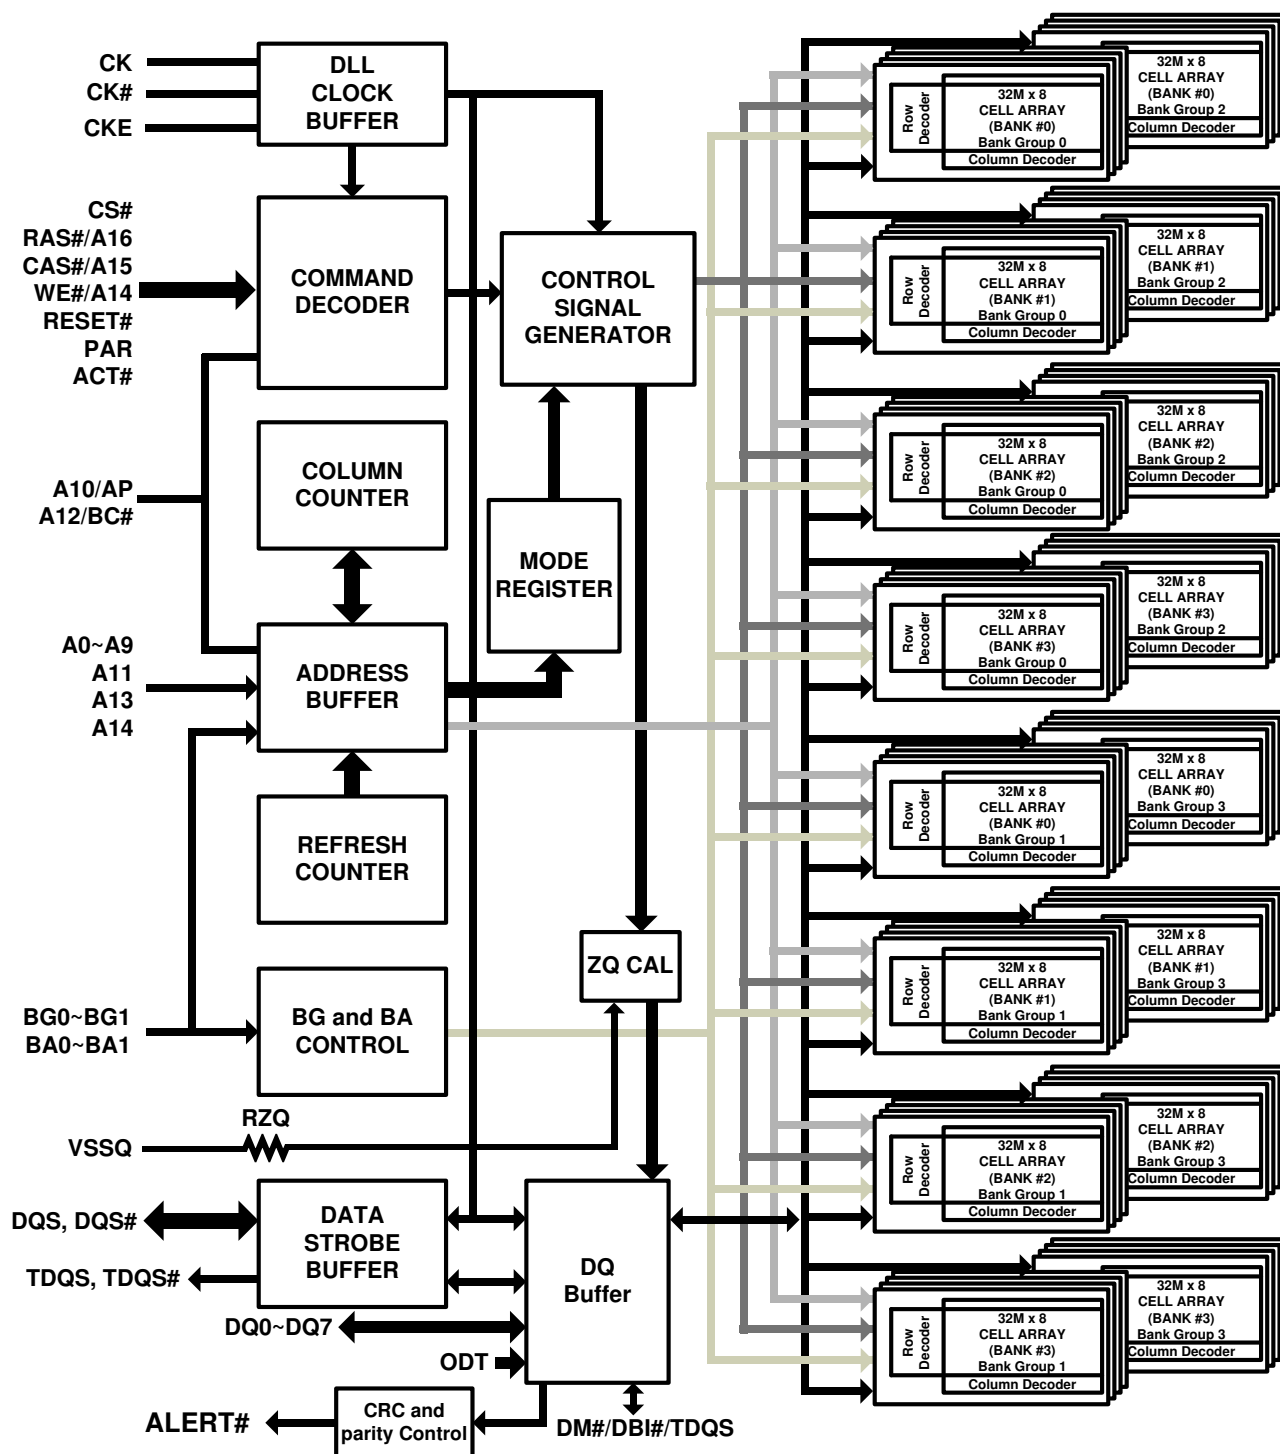 CK
CK#
CKE
DLL
CLOCK
BUFFER
CS#
RAS#/A16
CAS#/A15
WE#/A14
RESET#
PAR
ACT#
COMMAND
DECODER
CONTROL
SIGNAL
GENERATOR
A10/AP
A12/BC#
COLUMN
COUNTER
MODE
REGISTER
A0~A9
A11
A13
A14
ADDRESS
BUFFER
REFRESH
COUNTER
ZQ CAL
BG0~BG1
BA0~BA1
BG and BA
CONTROL
RZQ
VSSQ
DQS, DQS#
TDQS, TDQS#
DATA
STROBE
BUFFER
DQ
Buffer
DQ0~DQ7
ODT
ALERT#
CRC and
parity Control
DM#/DBI#/TDQS
32M x 8
CELL ARRAY
(BANK #0)
Bank Group 2
Column Decoder
Row
Decoder
32M x 8
CELL ARRAY
(BANK #0)
Bank Group 0
Column Decoder
32M x 8
CELL ARRAY
(BANK #1)
Bank Group 2
Column Decoder
Row
Decoder
32M x 8
CELL ARRAY
(BANK #1)
Bank Group 0
Column Decoder
32M x 8
CELL ARRAY
(BANK #2)
Bank Group 2
Column Decoder
Row
Decoder
32M x 8
CELL ARRAY
(BANK #2)
Bank Group 0
Column Decoder
32M x 8
CELL ARRAY
(BANK #3)
Bank Group 2
Column Decoder
Row
Decoder
32M x 8
CELL ARRAY
(BANK #3)
Bank Group 0
Column Decoder
32M x 8
CELL ARRAY
(BANK #0)
Bank Group 3
Column Decoder
Row
Decoder
32M x 8
CELL ARRAY
(BANK #0)
Bank Group 1
Column Decoder
32M x 8
CELL ARRAY
(BANK #1)
Bank Group 3
Column Decoder
Row
Decoder
32M x 8
CELL ARRAY
(BANK #1)
Bank Group 1
Column Decoder
32M x 8
CELL ARRAY
(BANK #2)
Bank Group 3
Column Decoder
Row
Decoder
32M x 8
CELL ARRAY
(BANK #2)
Bank Group 1
Column Decoder
32M x 8
CELL ARRAY
(BANK #3)
Bank Group 3
Column Decoder
Row
Decoder
32M x 8
CELL ARRAY
(BANK #3)
Bank Group 1
Column Decoder